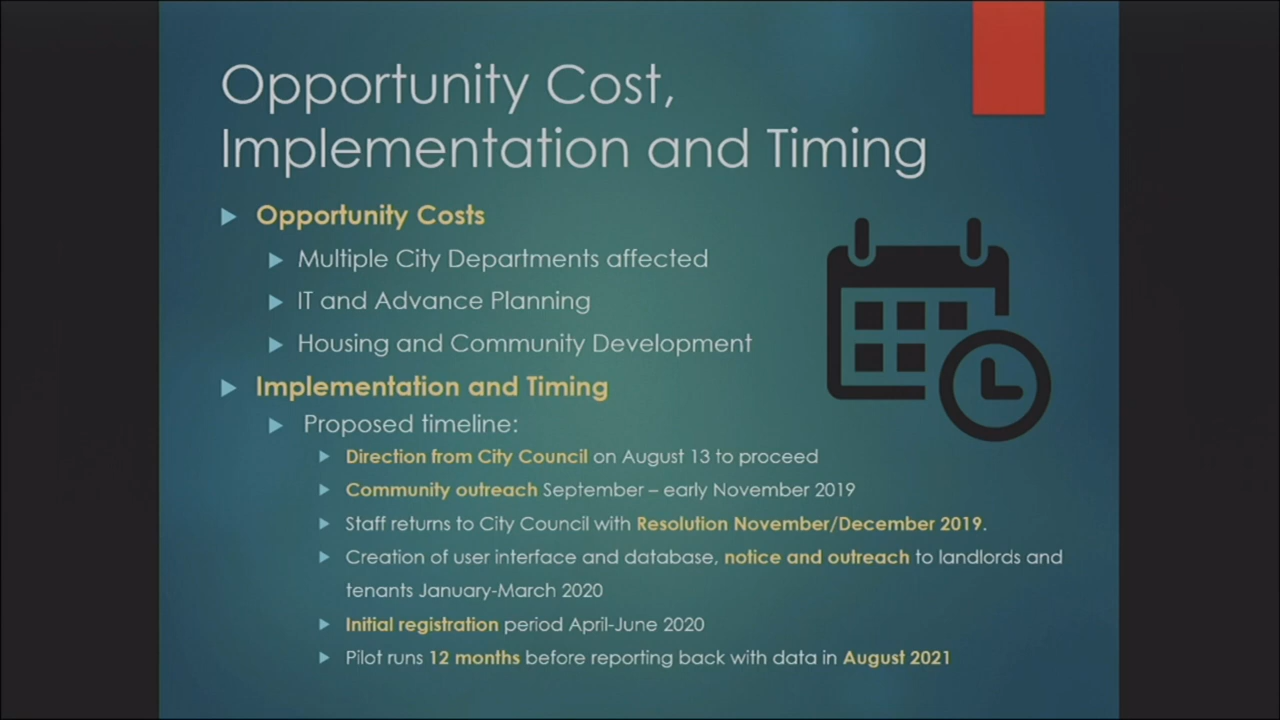 Opportunity Cost,
Implementation and Timing
Opportunity Costs
Multiple City Departments affected
IT and Advance Planning
Housing and Community Development
Implementation and Timing
Proposed timeline:
Direction from City Council on August 13 to proceed
Community outreach September – early November 2019
Staff returns to City Council with Resolution November/December 2019.
Creation of user interface and database, notice and outreach to landlords and
tenants January-March 2020
Initial registration period April-June 2020
Pilot runs 12 months before reporting back with data in August 2021